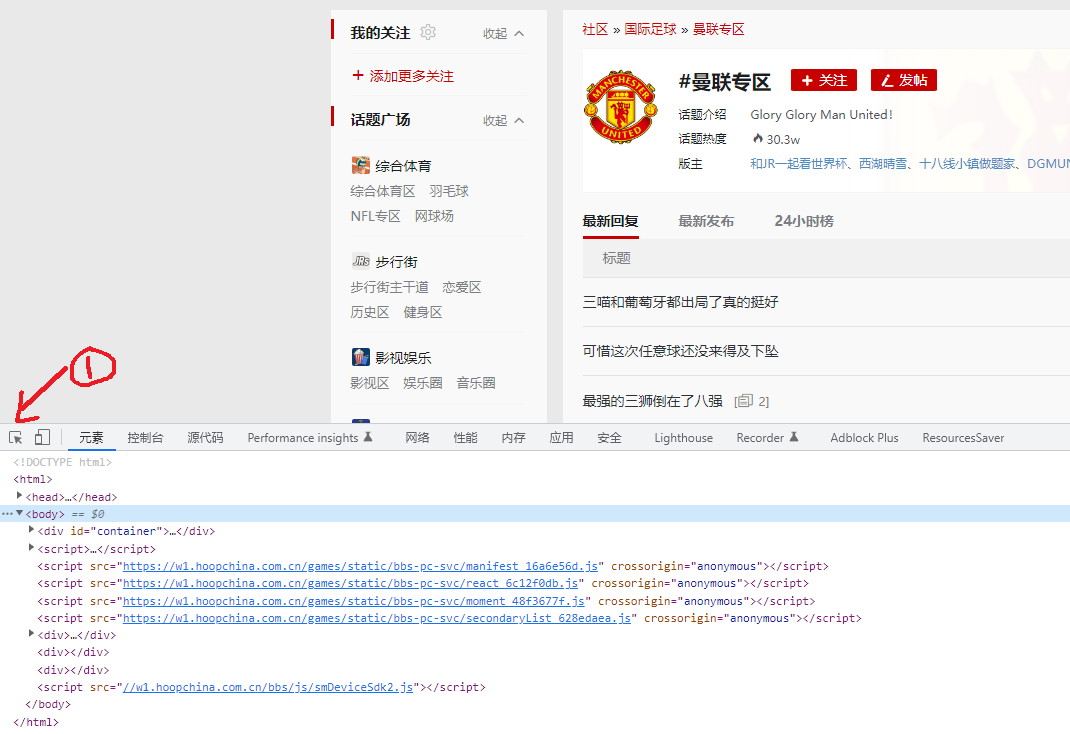 我的关注 收起
+ 添加更多关注
话题广场 收起
综合体育
综合体育区 羽毛球
NFL专区 网球场
JRs 步行街
步行街主干道 恋爱区
历史区 健身区
影视娱乐
影视区 娱乐圈 音乐圈
社区 » 国际足球 » 曼联专区
MANCHESTER
UNITED
#曼联专区 + 关注 发帖
话题介绍 Glory Glory Man United!
话题热度 30.3w
版主 和JR一起看世界杯、西湖晴雪、十八线小镇做题家、DGMUN
最新回复 最新发布 24小时榜
标题
三喵和葡萄牙都出局了真的挺好
可惜这次任意球还没来得及下坠
最强的三狮倒在了八强 [ 2]
1
元素 控制台 源代码 Performance insights 网络 性能 内存 应用 安全 Lighthouse Recorder Adblock Plus ResourcesSaver
<!DOCTYPE html>
<html>
<head>…</head>
··· <body> == $0
<div id="container">…</div>
<script>…</script>
<script src="https://w1.hoopchina.com.cn/games/static/bbs-pc-svc/manifest_16a6e56d.js" crossorigin="anonymous"></script>
<script src="https://w1.hoopchina.com.cn/games/static/bbs-pc-svc/react_6c12f0db.js" crossorigin="anonymous"></script>
<script src="https://w1.hoopchina.com.cn/games/static/bbs-pc-svc/moment_48f3677f.js" crossorigin="anonymous"></script>
<script src="https://w1.hoopchina.com.cn/games/static/bbs-pc-svc/secondaryList_628edaea.js" crossorigin="anonymous"></script>
<div>…</div>
<div></div>
<div></div>
<script src="//w1.hoopchina.com.cn/bbs/js/smDeviceSdk2.js"></script>
</body>
</html>